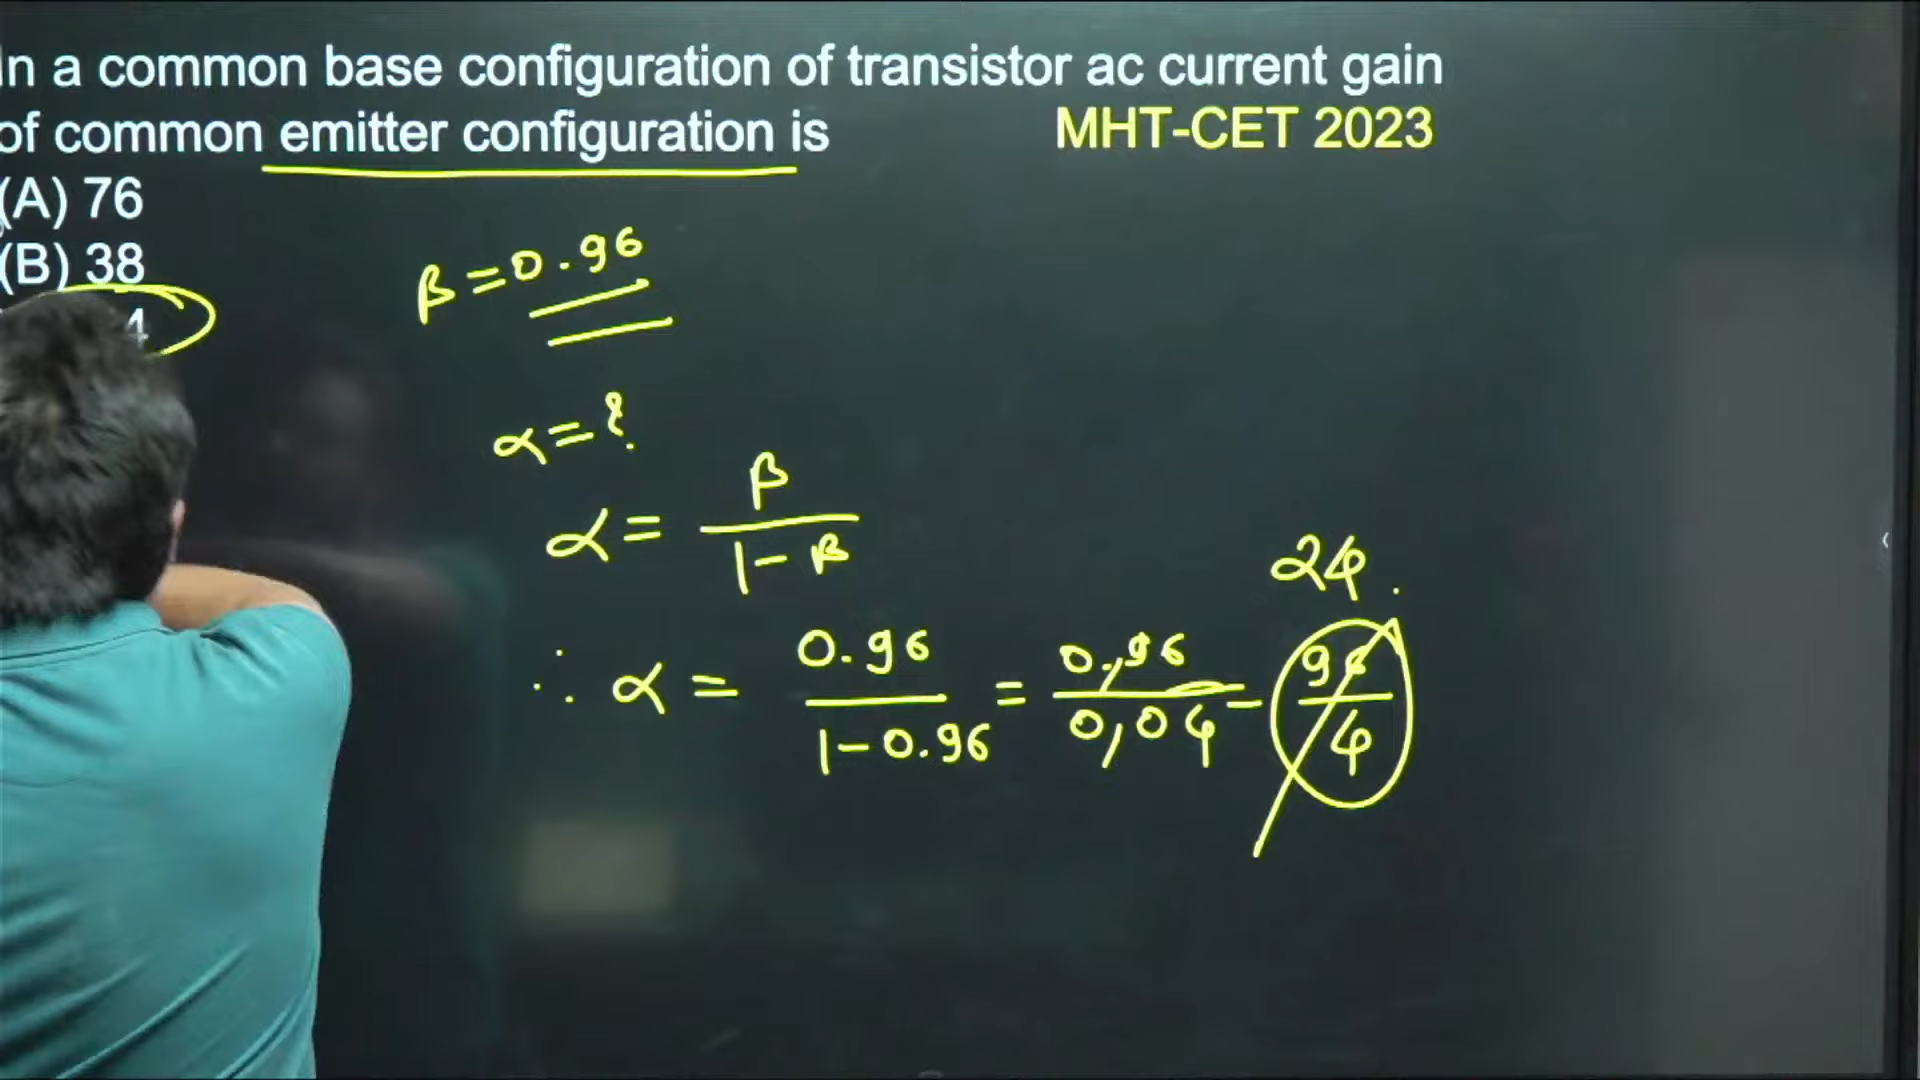 In a common base configuration of transistor ac current gain
of common emitter configuration is
MHT-CET 2023
(A) 76
(B) 38
4
β = 0.96
α = ?
α = β / 1 - β
∴ α = 0.96 / 1 - 0.96 = 0.96 / 0.04 - 96 / 4
24.